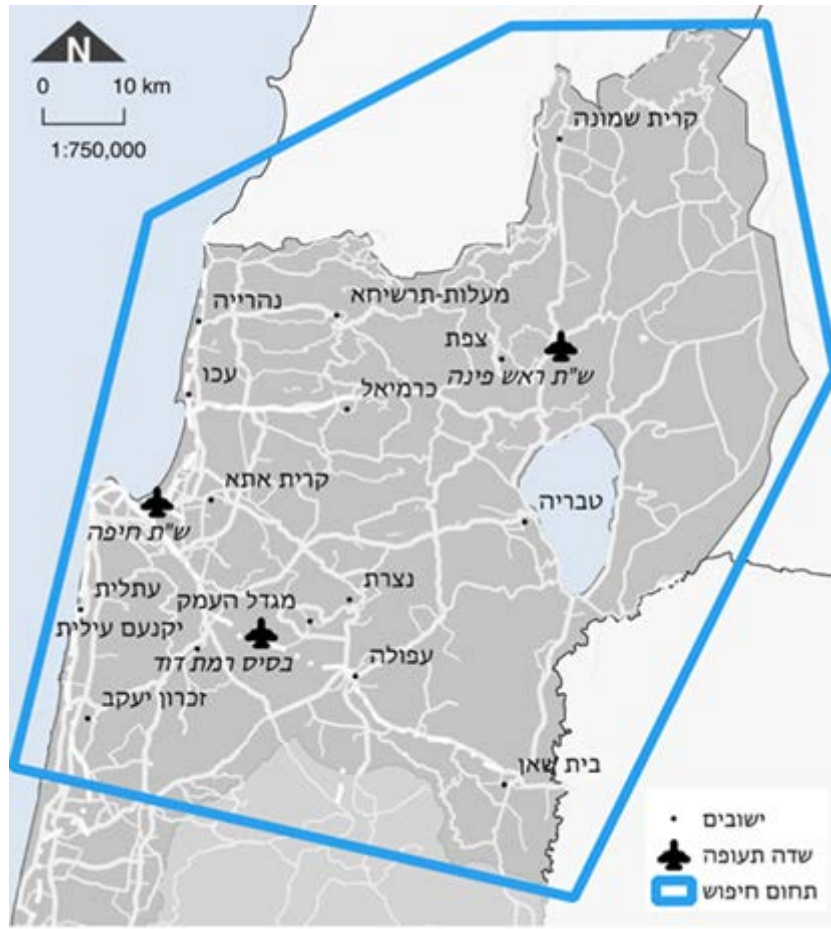 N
0 10 km
1:750,000
קרית שמונה
מעלות-תרשיחא
נהרייה
צפת
ש"ת ראש פינה
עכו
כרמיאל
קרית אתא
טבריה
ש"ת חיפה
נצרת
עתלית
מגדל העמק
יקנעם עילית
בסיס רמת דוד
עפולה
זכרון יעקב
בית שאן
ישובים
שדה תעופה
תחום חיפוש